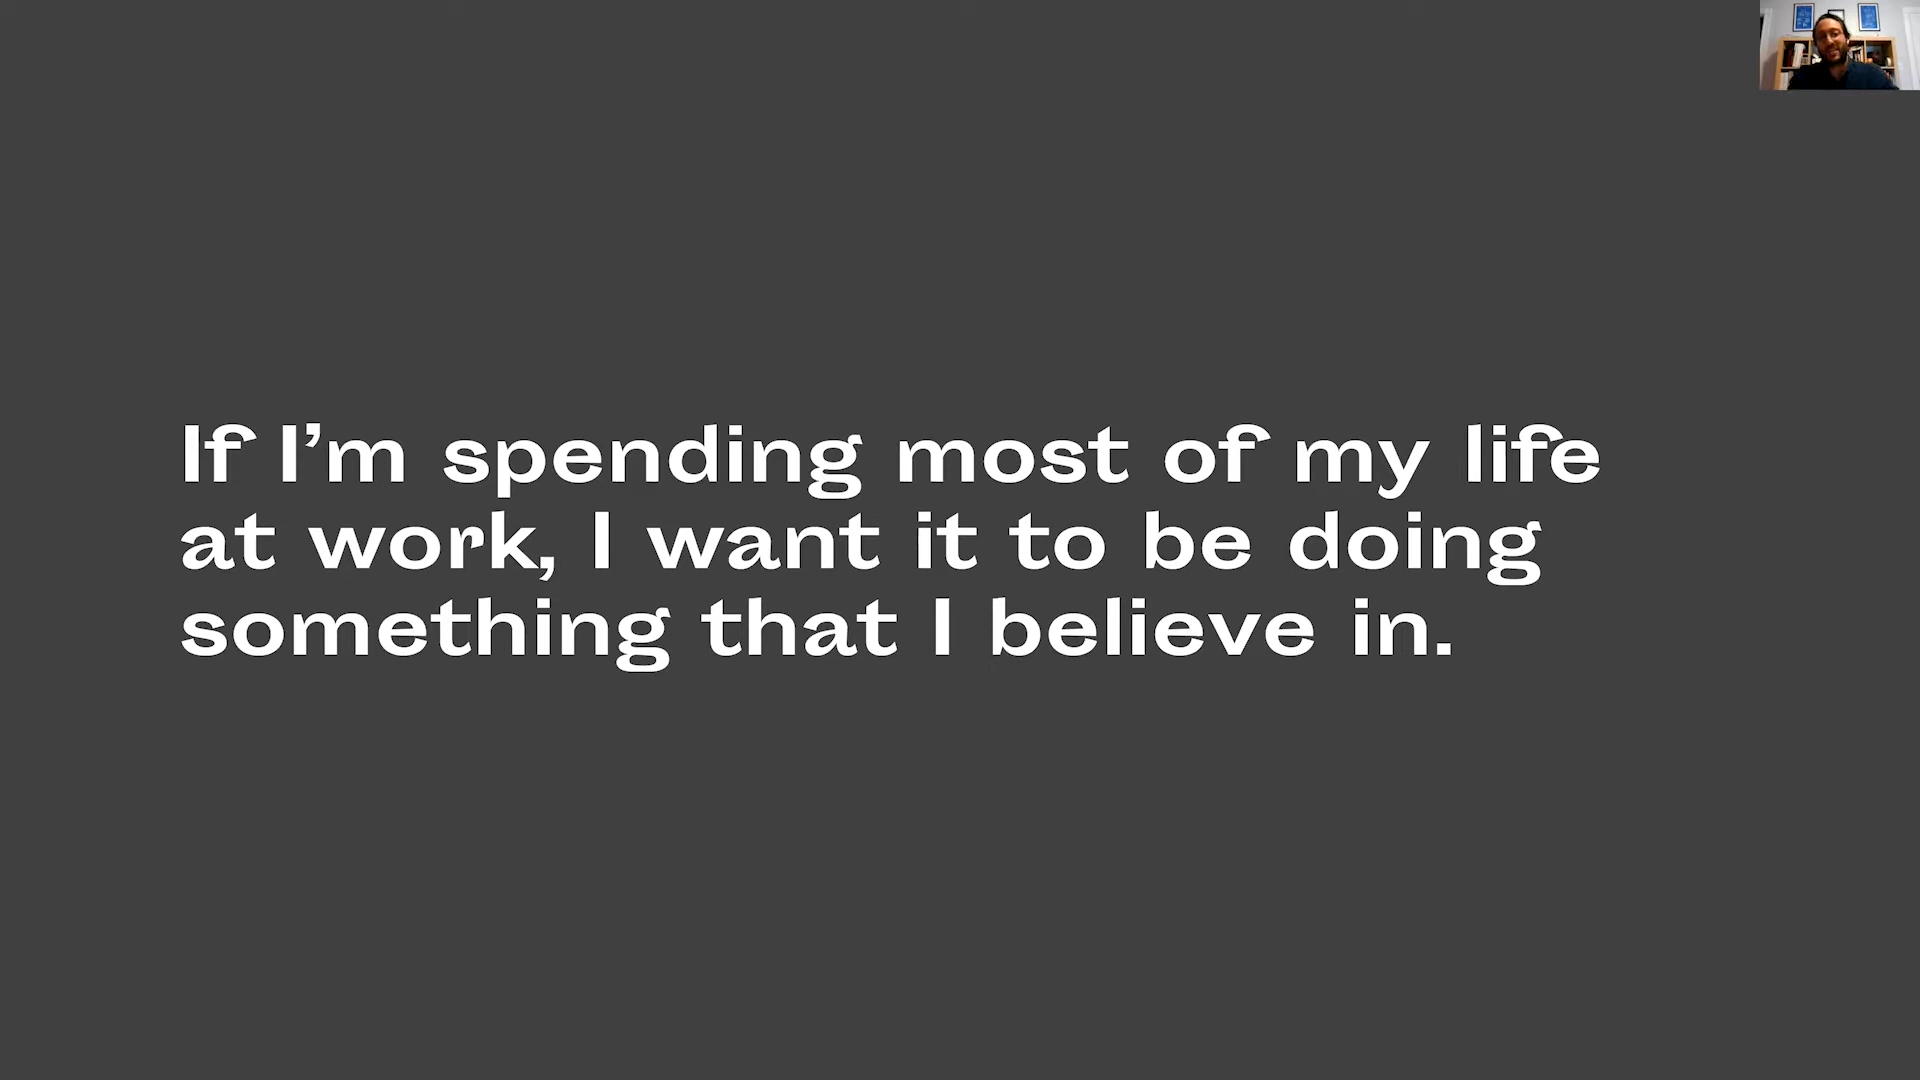 If I’m spending most of my life
at work, I want it to be doing
something that I believe in.